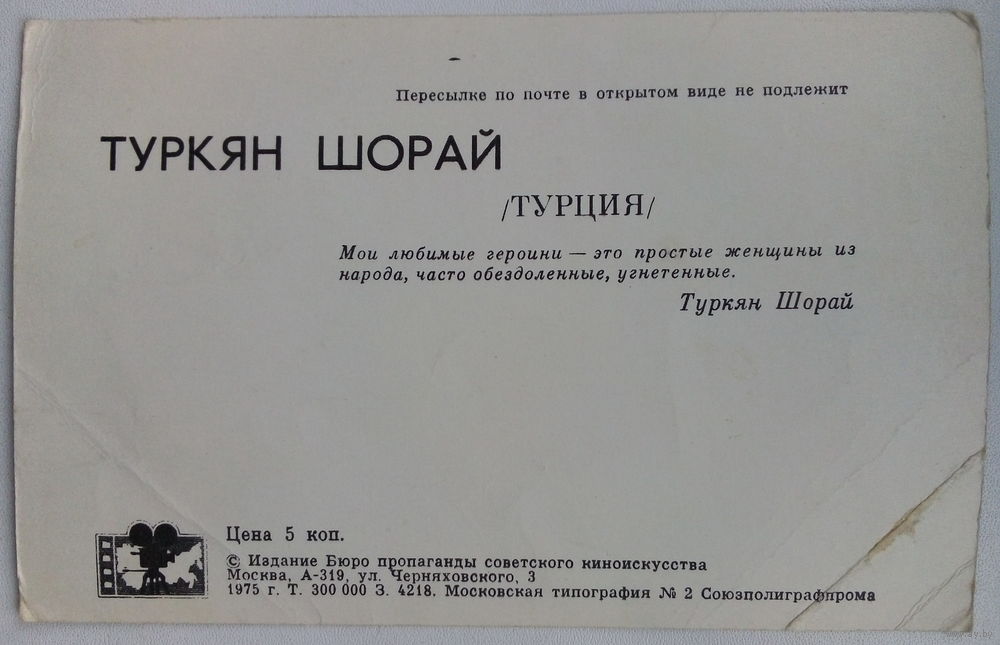 Пересылке по почте в открытом виде не подлежит
ТУРКЯН ШОРАЙ
/ТУРЦИЯ/
Мои любимые героини — это простые женщины из
народа, часто обездоленные, угнетенные.
Туркян Шорай
Цена 5 коп.
© Издание Бюро пропаганды советского киноискусства
Москва, А-319, ул. Черняховского, 3
1975 г. Т. 300 000 З. 4218. Московская типография № 2 Союзполиграфпрома